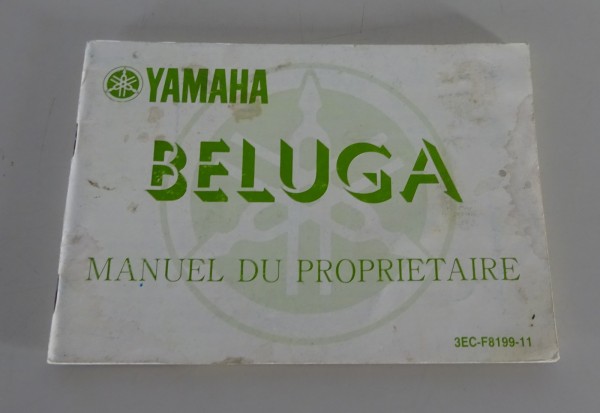 YAMAHA
BELUGA
MANUEL DU PROPRIETAIRE
3EC-F8199-11